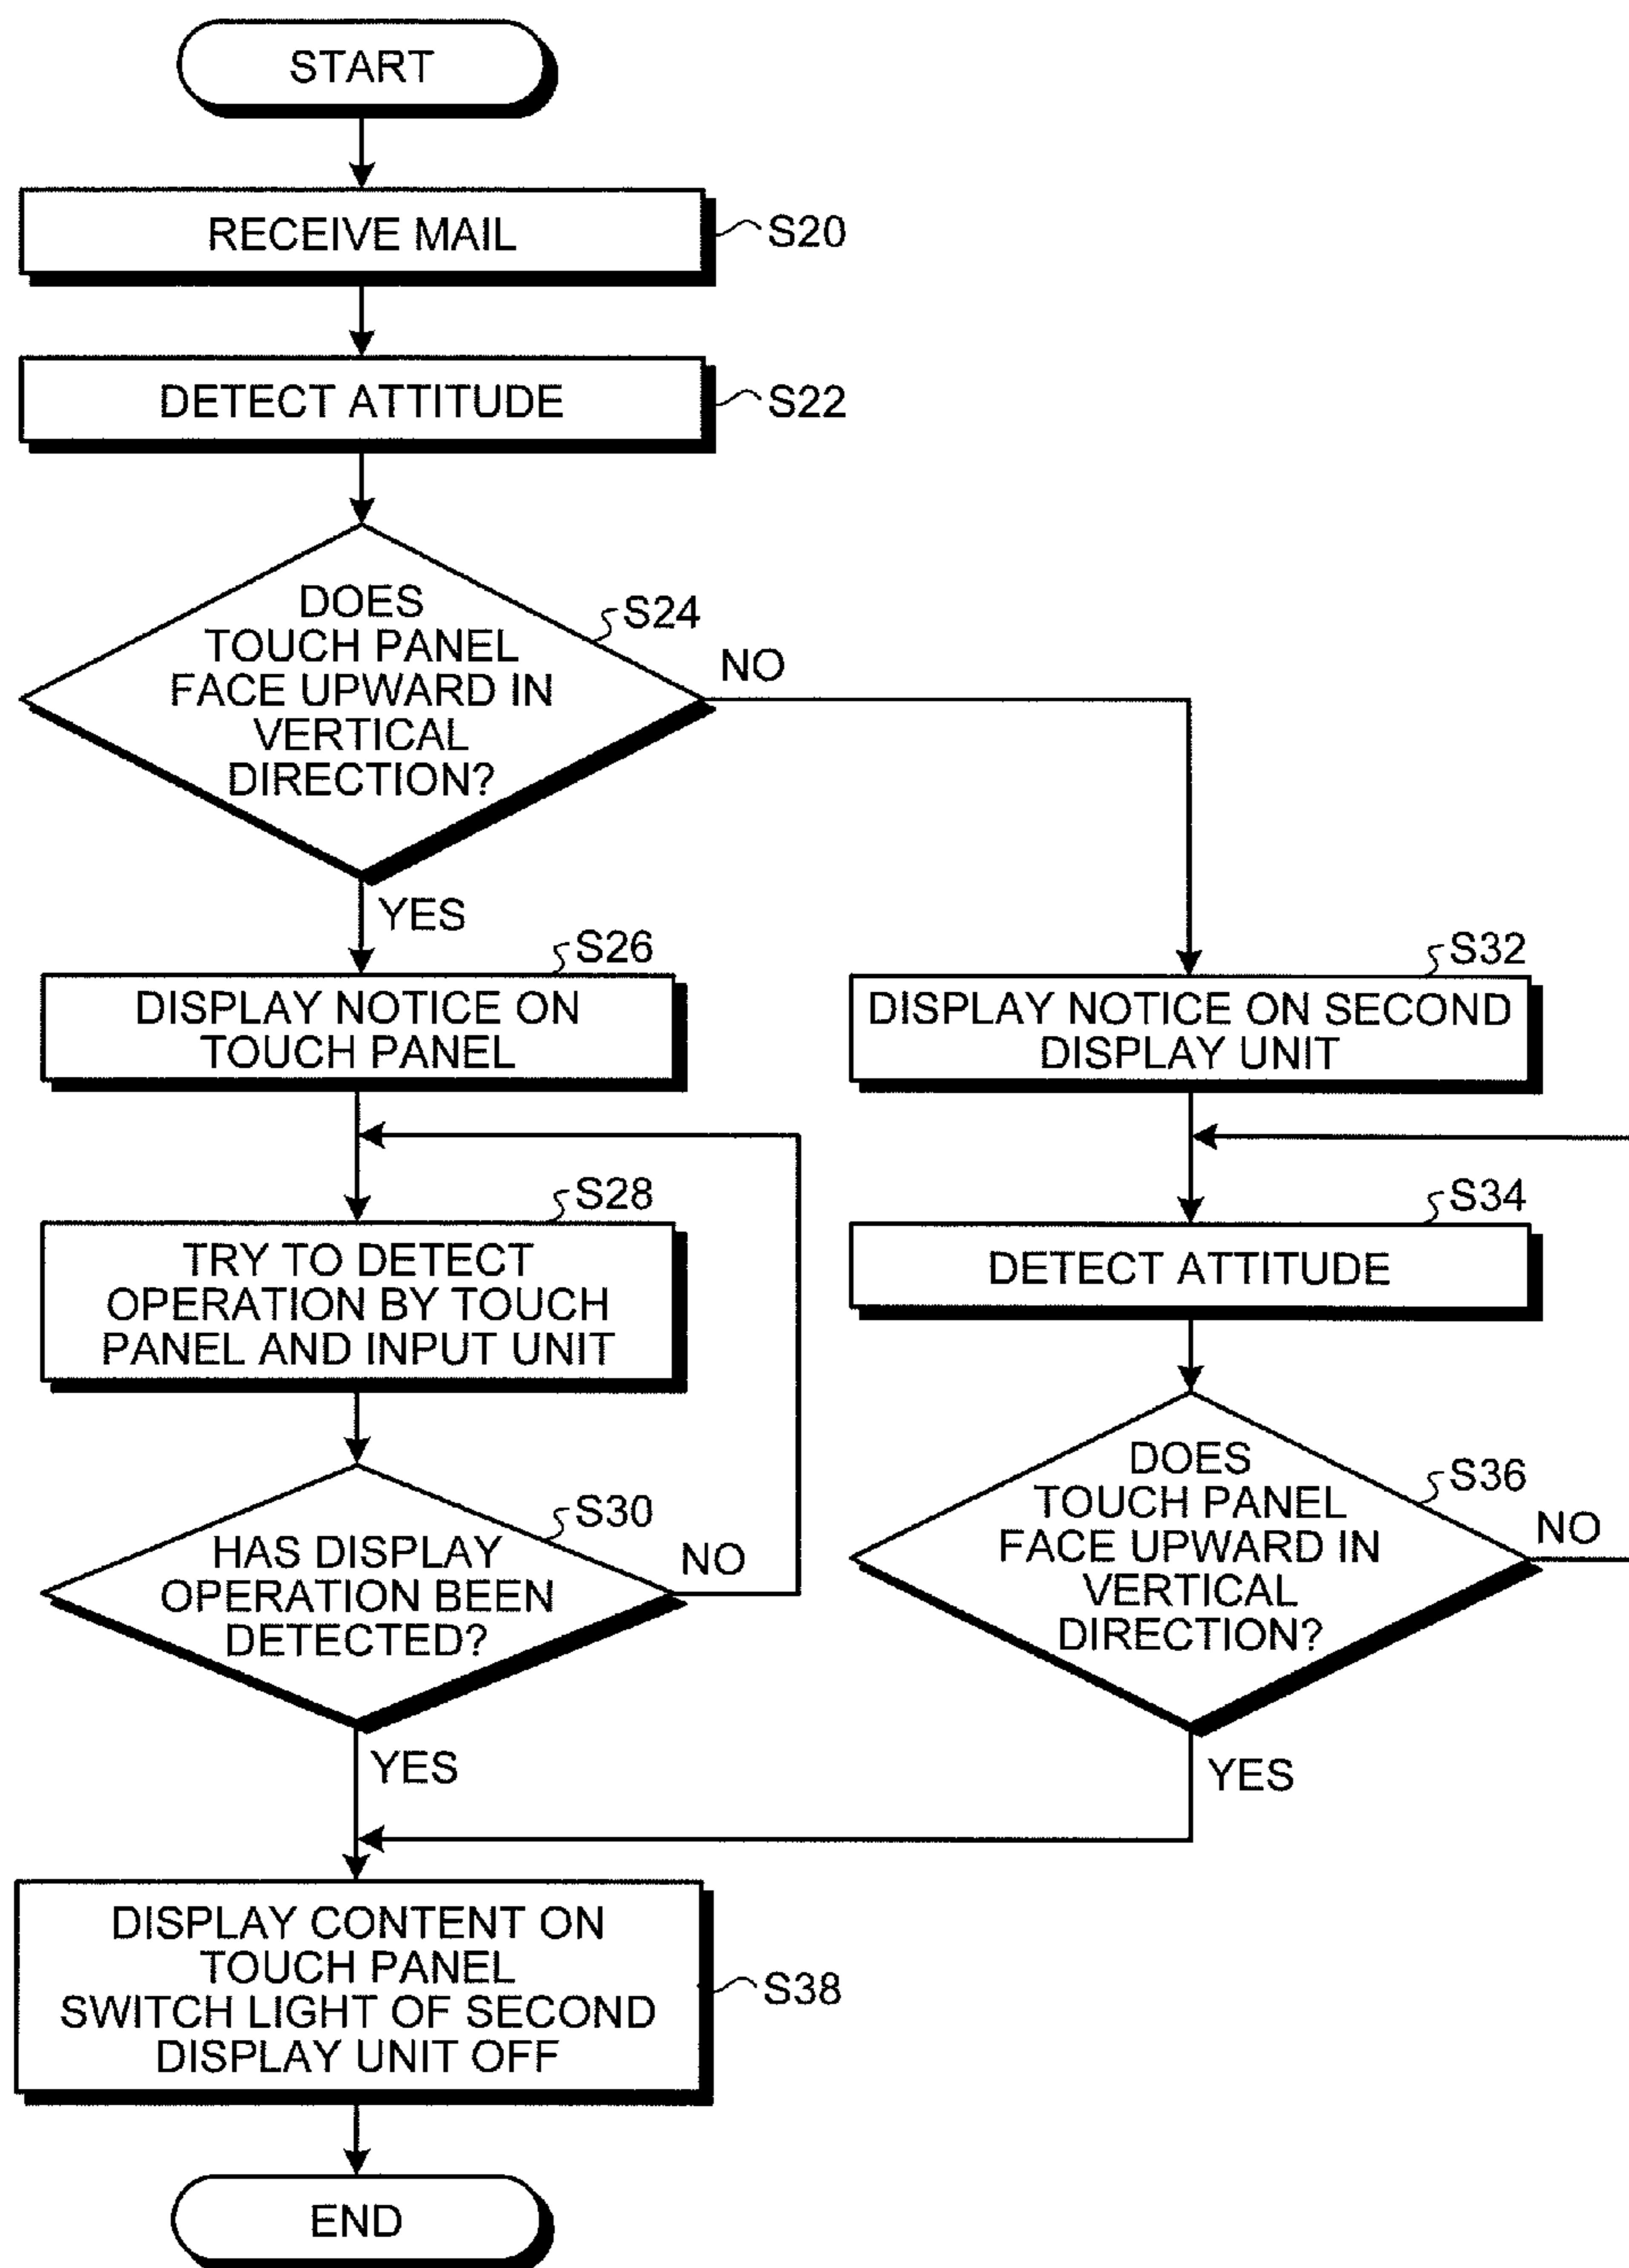 START
RECEIVE MAIL
S20
DETECT ATTITUDE
S22
DOES
TOUCH PANEL
FACE UPWARD IN
VERTICAL
DIRECTION?
S24
NO
YES
S26
DISPLAY NOTICE ON
TOUCH PANEL
S32
DISPLAY NOTICE ON SECOND
DISPLAY UNIT
S28
TRY TO DETECT
OPERATION BY TOUCH
PANEL AND INPUT UNIT
S34
DETECT ATTITUDE
S30
HAS DISPLAY
OPERATION BEEN
DETECTED?
NO
YES
S36
DOES
TOUCH PANEL
FACE UPWARD IN
VERTICAL
DIRECTION?
NO
YES
DISPLAY CONTENT ON
TOUCH PANEL
SWITCH LIGHT OF SECOND
DISPLAY UNIT OFF
S38
END